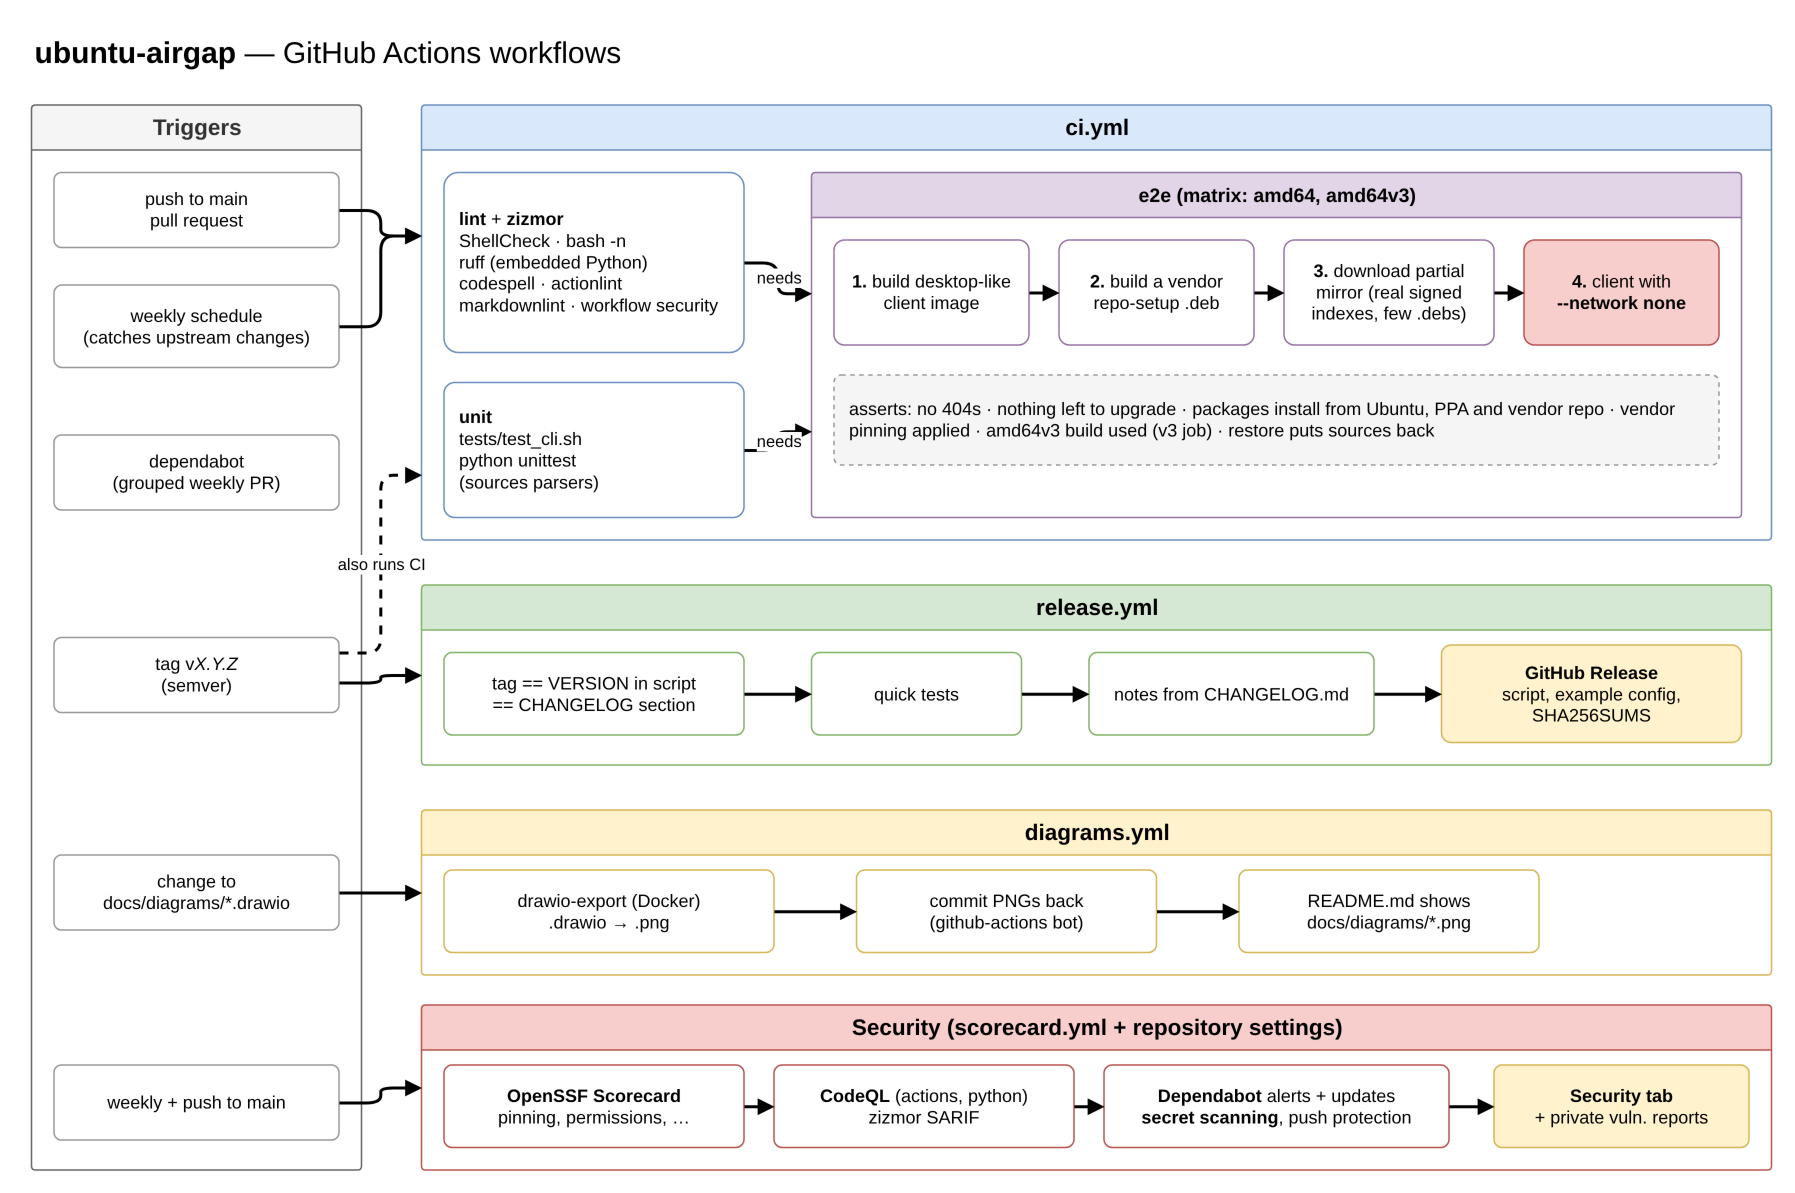 ubuntu-airgap — GitHub Actions workflows
Triggers
push to main
pull request
weekly schedule
(catches upstream changes)
dependabot
(grouped weekly PR)
also runs CI
tag vX.Y.Z
(semver)
change to
docs/diagrams/*.drawio
weekly + push to main
ci.yml
lint + zizmor
ShellCheck · bash -n
ruff (embedded Python)
codespell · actionlint
markdownlint · workflow security
needs
unit
tests/test_cli.sh
python unittest
(sources parsers)
needs
e2e (matrix: amd64, amd64v3)
1. build desktop-like
client image
2. build a vendor
repo-setup .deb
3. download partial
mirror (real signed
indexes, few .debs)
4. client with
--network none
asserts: no 404s · nothing left to upgrade · packages install from Ubuntu, PPA and vendor repo · vendor
pinning applied · amd64v3 build used (v3 job) · restore puts sources back
release.yml
tag == VERSION in script
== CHANGELOG section
quick tests
notes from CHANGELOG.md
GitHub Release
script, example config,
SHA256SUMS
diagrams.yml
drawio-export (Docker)
.drawio → .png
commit PNGs back
(github-actions bot)
README.md shows
docs/diagrams/*.png
Security (scorecard.yml + repository settings)
OpenSSF Scorecard
pinning, permissions, …
CodeQL (actions, python)
zizmor SARIF
Dependabot alerts + updates
secret scanning, push protection
Security tab
+ private vuln. reports